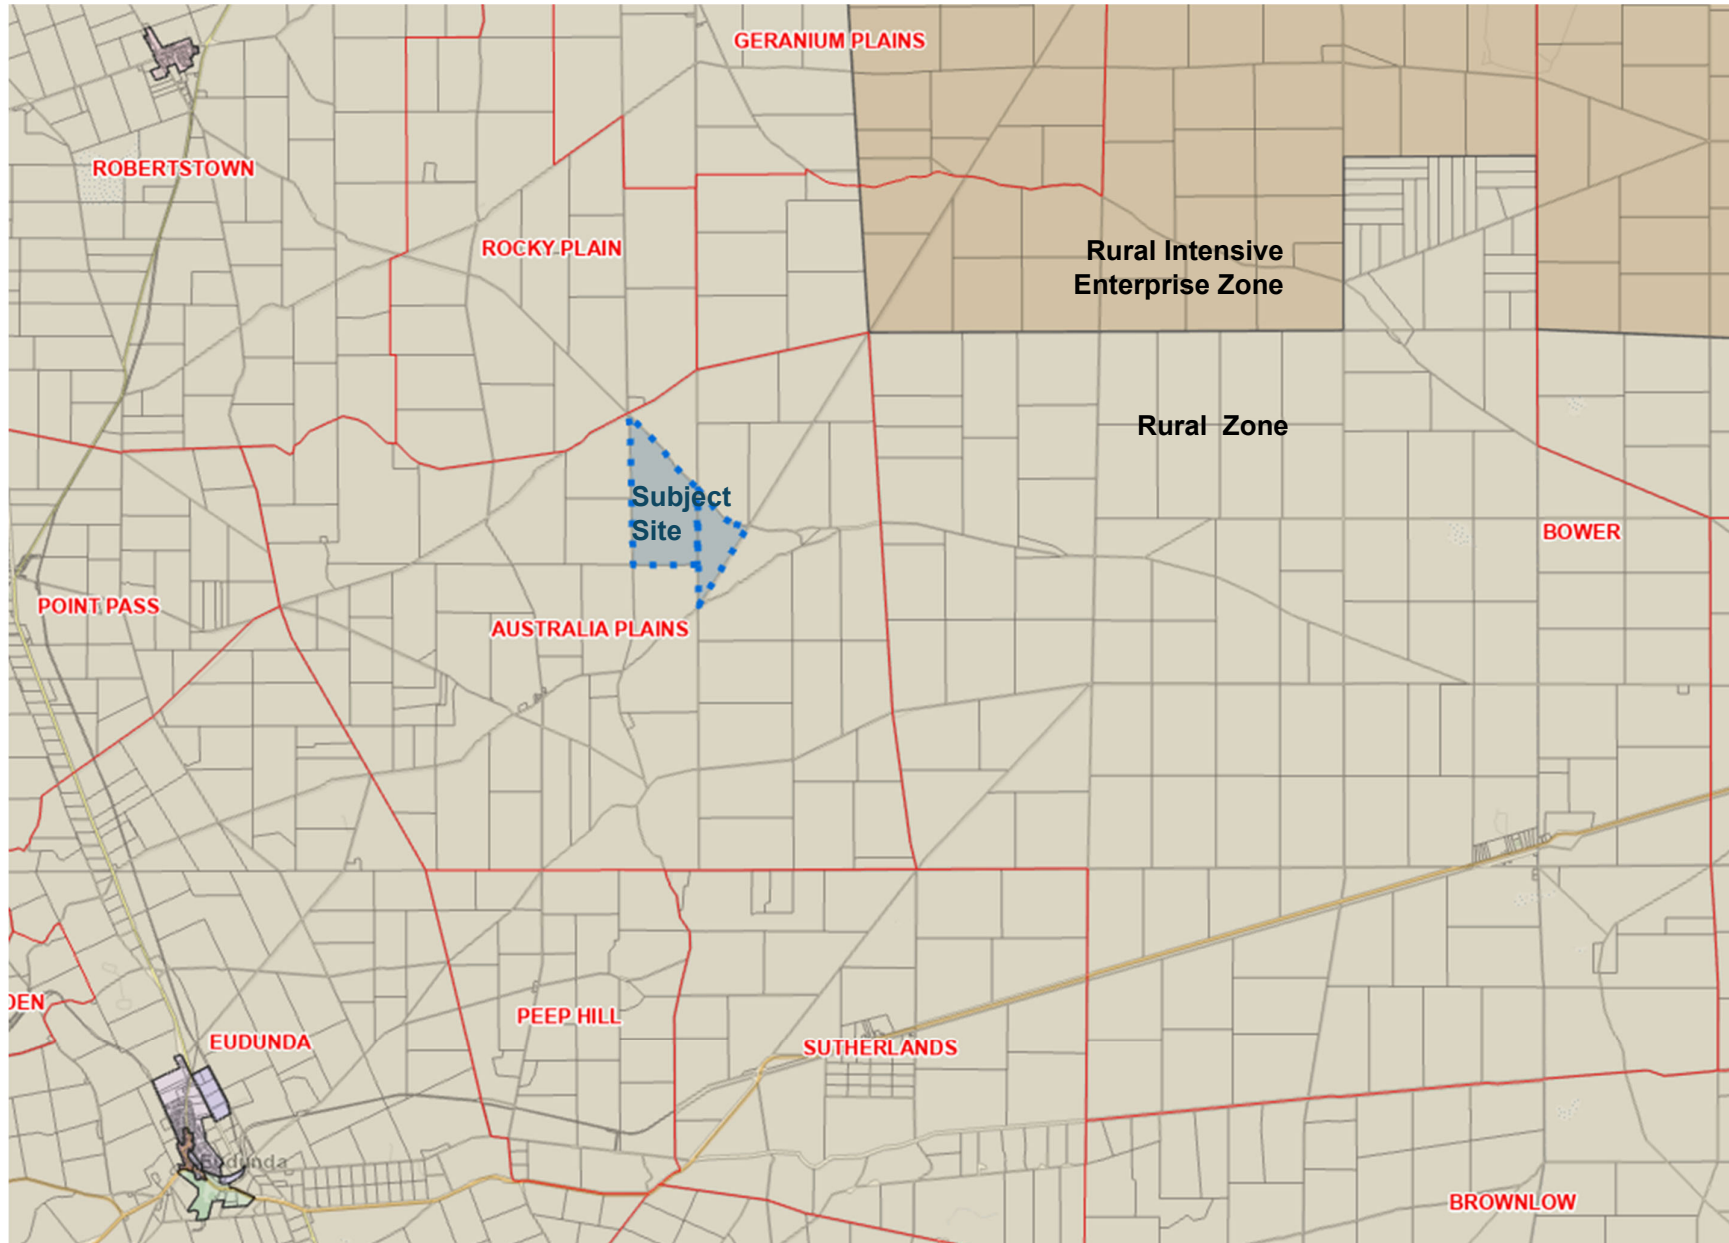 GERANIUM PLAINS
ROBERTSTOWN
ROCKY PLAIN
Rural Intensive
Enterprise Zone
Rural Zone
Subject
Site
BOWER
POINT PASS
AUSTRALIA PLAINS
DEN
PEEP HILL
EUDUNDA
SUTHERLANDS
Eudunda
BROWNLOW